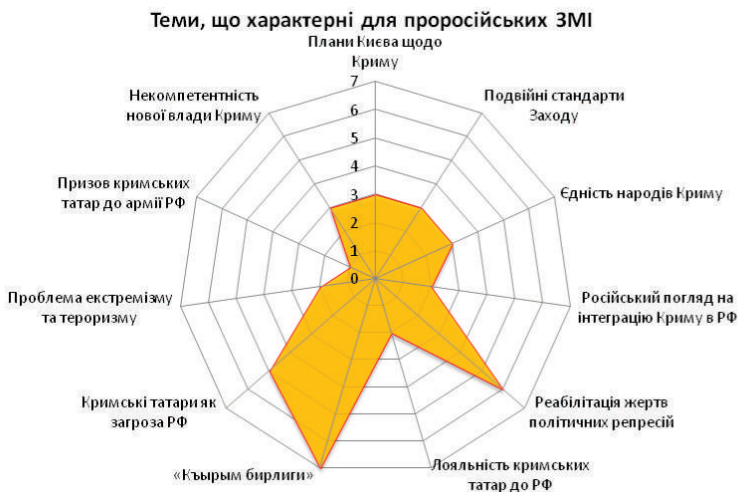 Теми, що характерні для проросійських ЗМІ
Плани Києва щодо
Криму
Подвійні стандарти
Заходу
Єдність народів Криму
Російський погляд на
інтеграцію Криму в РФ
Реабілітація жертв
політичних репресій
Лояльність кримських
татар до РФ
«Къырым бирлиги»
Кримські татари як
загроза РФ
Проблема екстремізму
та тероризму
Призов кримських
татар до армії РФ
Некомпетентність
нової влади Криму
7
6
5
4
3
2
1
0